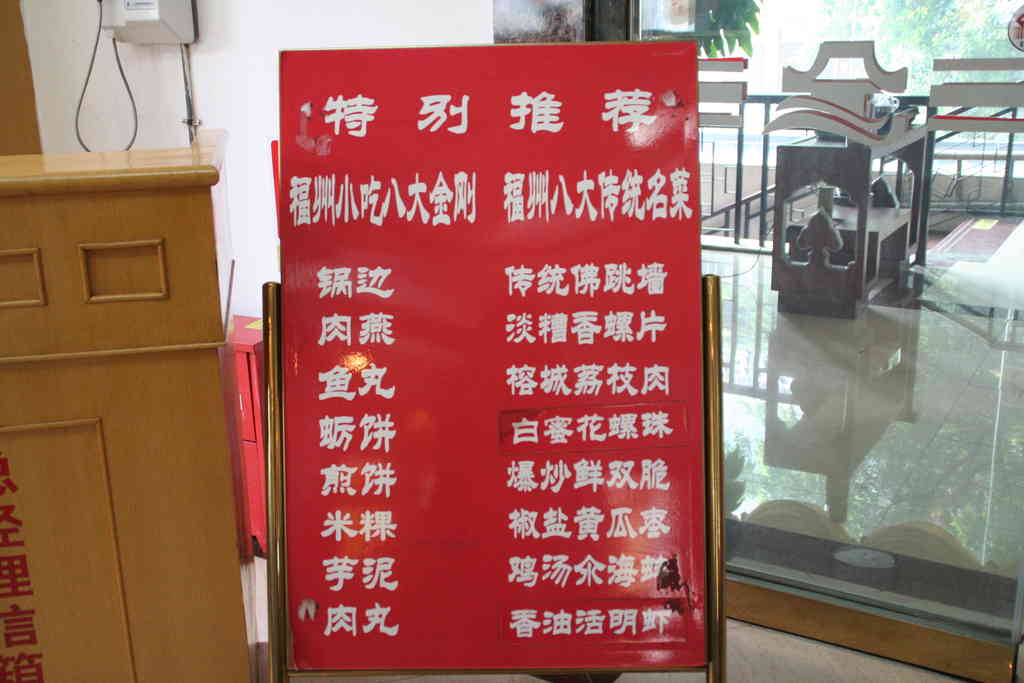 特别推荐
福州小吃八大金刚
锅边
肉燕
鱼丸
蛎饼
煎饼
米粿
芋泥
肉丸
福州八大传统名菜
传统佛跳墙
淡糟香螺片
榕城荔枝肉
白蜜花螺珠
爆炒鲜双脆
椒盐黄瓜枣
鸡汤汆海蚌
香油活明虾
总经理信箱